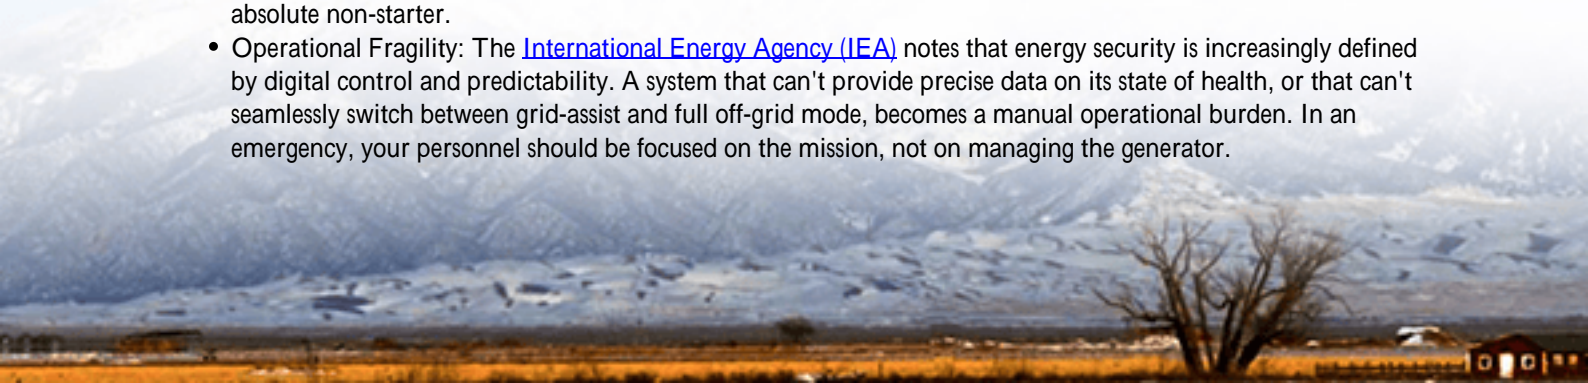 absolute non-starter.
• Operational Fragility: The International Energy Agency (IEA) notes that energy security is increasingly defined
by digital control and predictability. A system that can't provide precise data on its state of health, or that can't
seamlessly switch between grid-assist and full off-grid mode, becomes a manual operational burden. In an
emergency, your personnel should be focused on the mission, not on managing the generator.